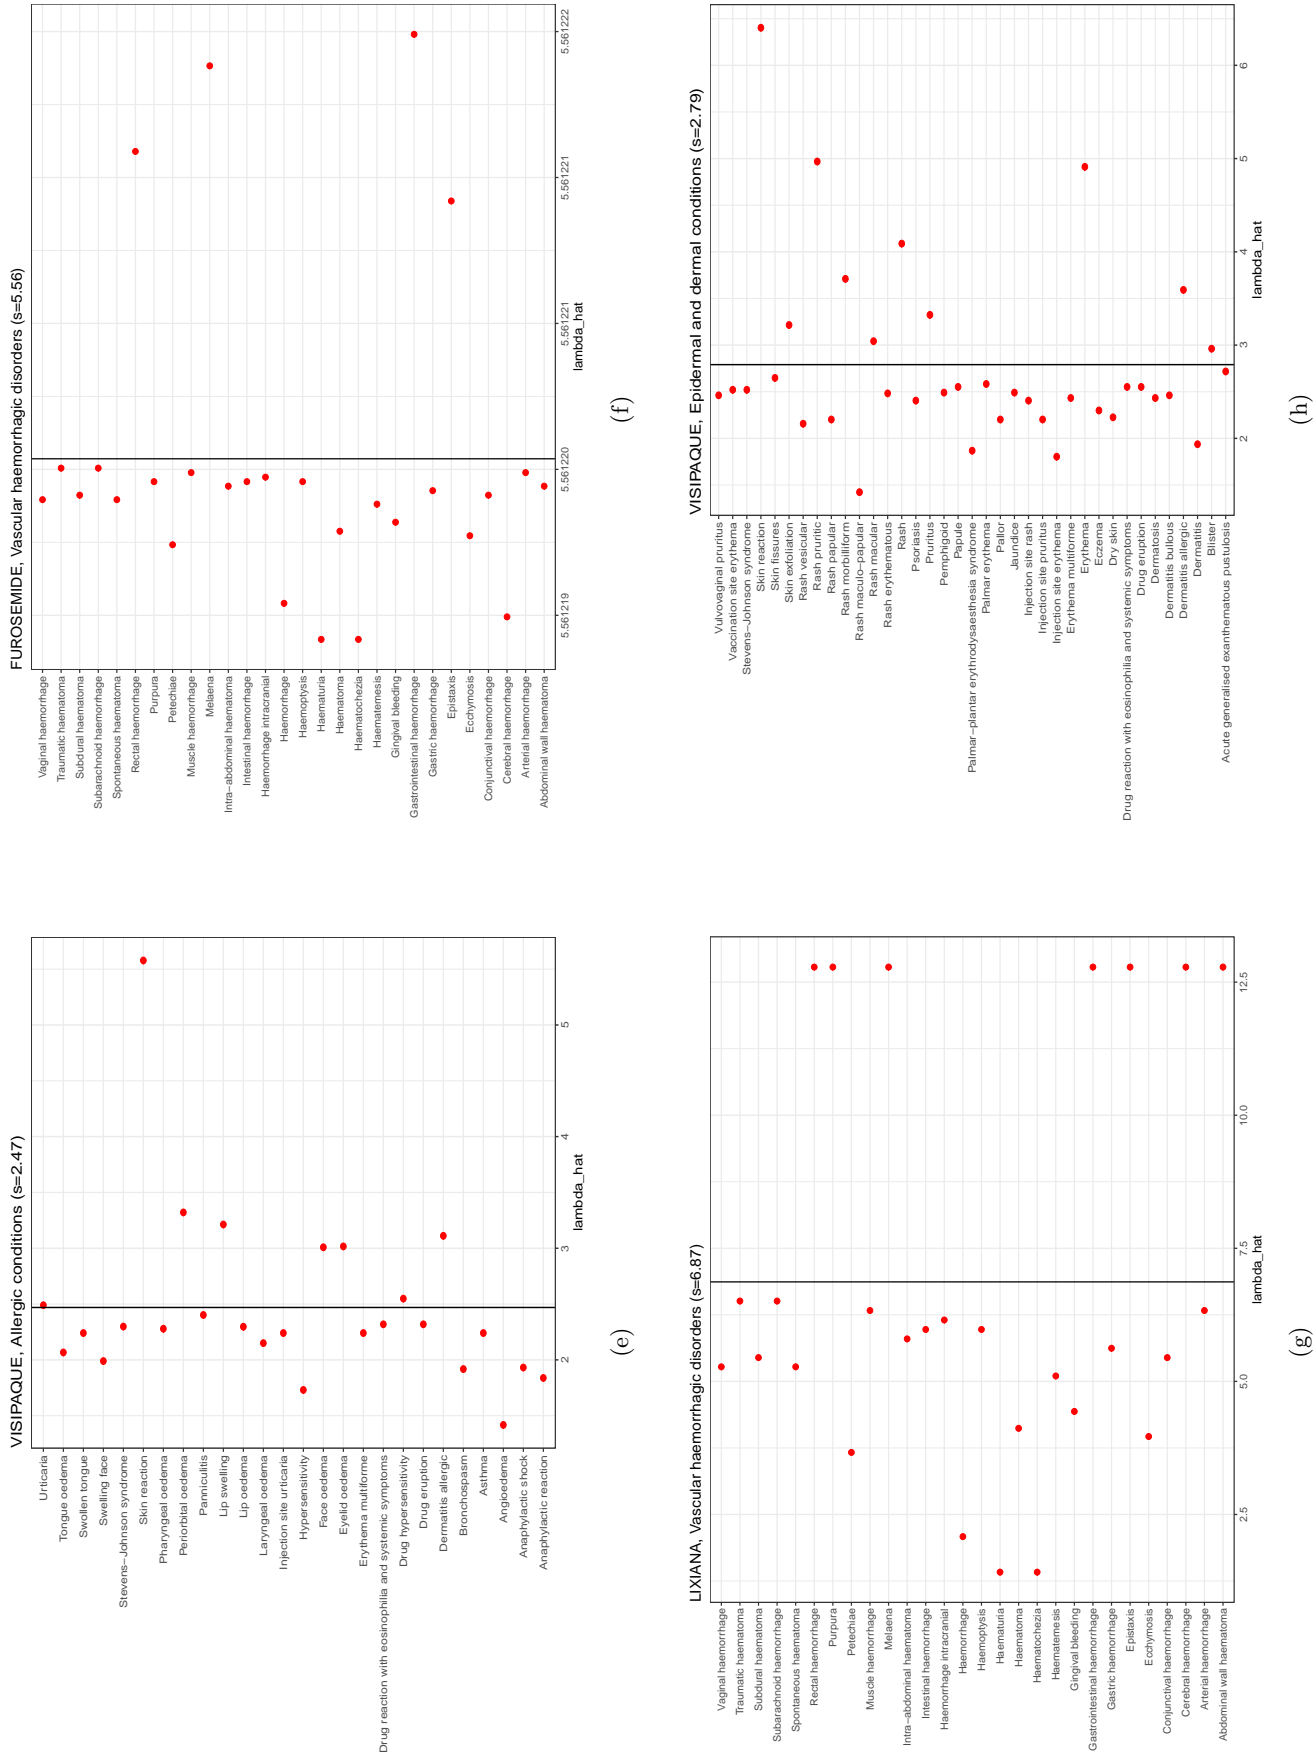 VISIPAQUE, Allergic conditions (s=2.47)
Urticaria
Tongue oedema
Swollen tongue
Swelling face
Stevens−Johnson syndrome
Skin reaction
Pharyngeal oedema
Periorbital oedema
Panniculitis
Lip swelling
Lip oedema
Laryngeal oedema
Injection site urticaria
Hypersensitivity
Face oedema
Eyelid oedema
Erythema multiforme
Drug reaction with eosinophilia and systemic symptoms
Drug hypersensitivity
Drug eruption
Dermatitis allergic
Bronchospasm
Asthma
Angioedema
Anaphylactic shock
Anaphylactic reaction
2 3 4 5
lambda_hat
(e)
FUROSEMIDE, Vascular haemorrhagic disorders (s=5.56)
Vaginal haemorrhage
Traumatic haematoma
Subdural haematoma
Subarachnoid haemorrhage
Spontaneous haematoma
Rectal haemorrhage
Purpura
Petechiae
Muscle haemorrhage
Melaena
Intra−abdominal haematoma
Intestinal haemorrhage
Haemorrhage intracranial
Haemorrhage
Haemoptysis
Haematuria
Haematoma
Haematochezia
Haematemesis
Gingival bleeding
Gastrointestinal haemorrhage
Gastric haemorrhage
Epistaxis
Ecchymosis
Conjunctival haemorrhage
Cerebral haemorrhage
Arterial haemorrhage
Abdominal wall haematoma
5.561219 5.561220 5.561221 5.561221 5.561222
lambda_hat
(f)
LIXIANA, Vascular haemorrhagic disorders (s=6.87)
Vaginal haemorrhage
Traumatic haematoma
Subdural haematoma
Subarachnoid haemorrhage
Spontaneous haematoma
Rectal haemorrhage
Purpura
Petechiae
Muscle haemorrhage
Melaena
Intra−abdominal haematoma
Intestinal haemorrhage
Haemorrhage intracranial
Haemorrhage
Haemoptysis
Haematuria
Haematoma
Haematochezia
Haematemesis
Gingival bleeding
Gastrointestinal haemorrhage
Gastric haemorrhage
Epistaxis
Ecchymosis
Conjunctival haemorrhage
Cerebral haemorrhage
Arterial haemorrhage
Abdominal wall haematoma
2.5 5.0 7.5 10.0 12.5
lambda_hat
(g)
VISIPAQUE, Epidermal and dermal conditions (s=2.79)
Vulvovaginal pruritus
Vaccination site erythema
Stevens−Johnson syndrome
Skin reaction
Skin fissures
Skin exfoliation
Rash vesicular
Rash pruritic
Rash papular
Rash morbilliform
Rash maculo−papular
Rash macular
Rash erythematous
Rash
Psoriasis
Pruritus
Pemphigoid
Papule
Palmar−plantar erythrodysaesthesia syndrome
Palmar erythema
Pallor
Jaundice
Injection site rash
Injection site pruritus
Injection site erythema
Erythema multiforme
Erythema
Eczema
Dry skin
Drug reaction with eosinophilia and systemic symptoms
Drug eruption
Dermatosis
Dermatitis bullous
Dermatitis allergic
Dermatitis
Blister
Acute generalised exanthematous pustulosis
2 3 4 5 6
lambda_hat
(h)